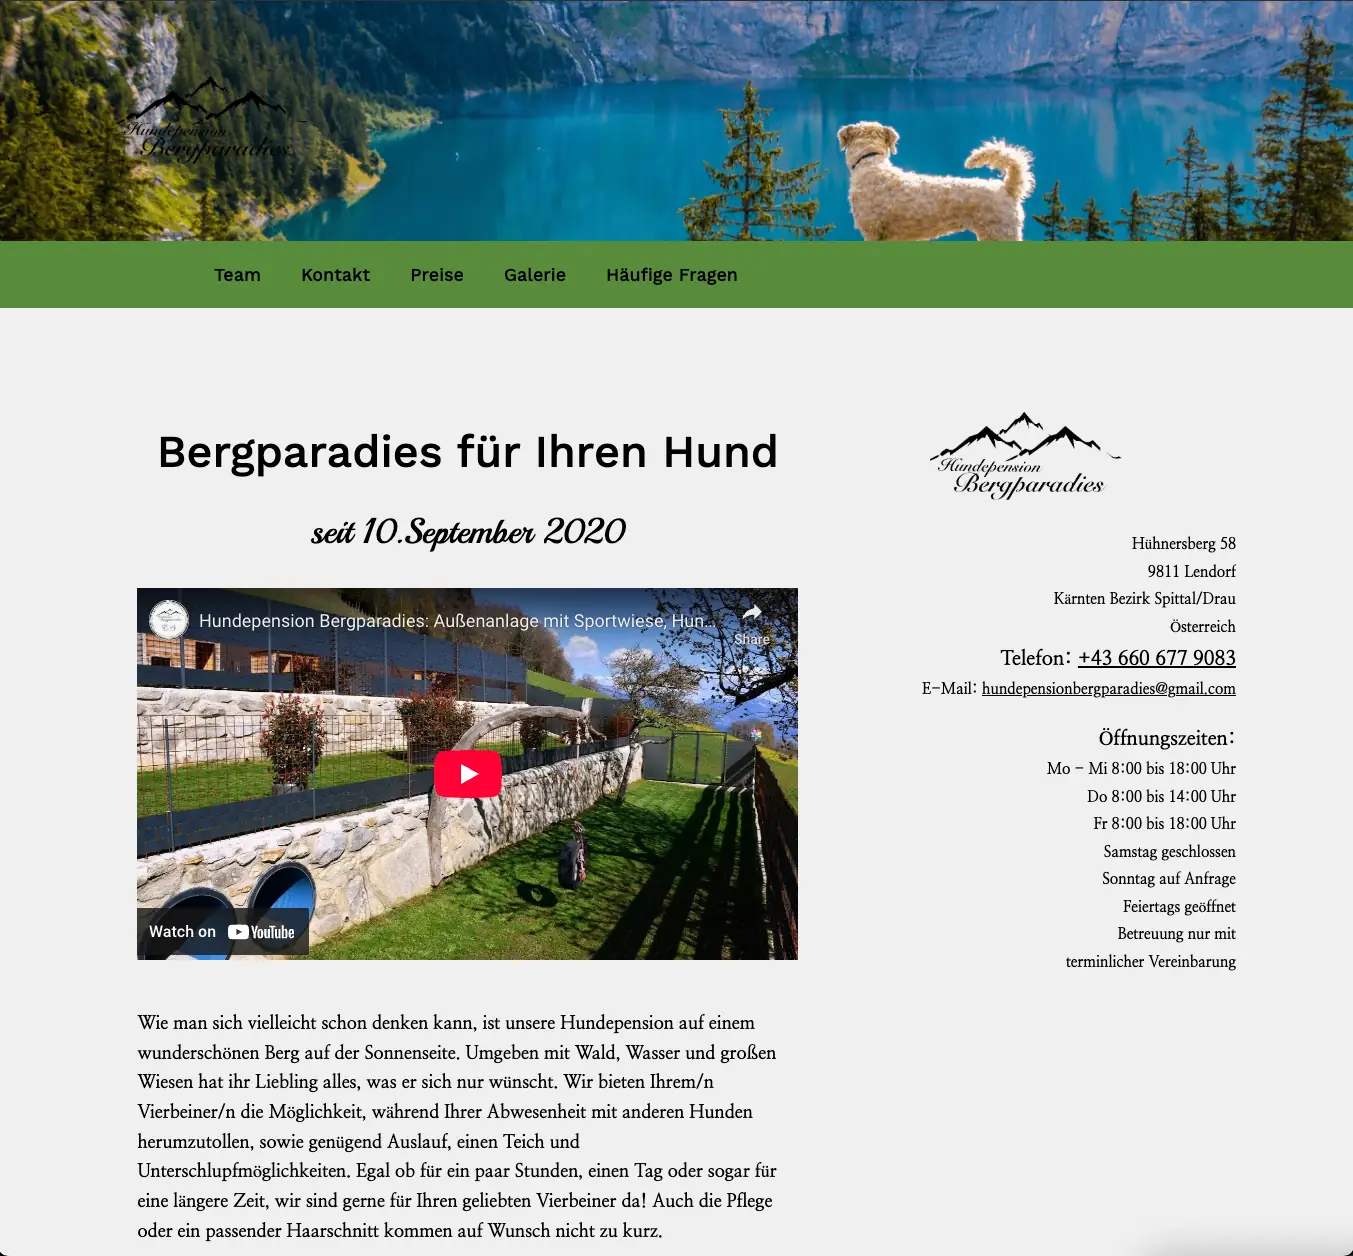 Hundepension
Bergparadies
Team
Kontakt
Preise
Galerie
Häufige Fragen
Bergparadies für Ihren Hund
seit 10.September 2020
Hundepension Bergparadies: Außenanlage mit Sportwiese, Hun...
Share
Watch on YouTube
Wie man sich vielleicht schon denken kann, ist unsere Hundepension auf einem
wunderschönen Berg auf der Sonnenseite. Umgeben mit Wald, Wasser und großen
Wiesen hat ihr Liebling alles, was er sich nur wünscht. Wir bieten Ihrem/n
Vierbeiner/n die Möglichkeit, während Ihrer Abwesenheit mit anderen Hunden
herumzutollen, sowie genügend Auslauf, einen Teich und
Unterschlupfmöglichkeiten. Egal ob für ein paar Stunden, einen Tag oder sogar für
eine längere Zeit, wir sind gerne für Ihren geliebten Vierbeiner da! Auch die Pflege
oder ein passender Haarschnitt kommen auf Wunsch nicht zu kurz.
Hundepension
Bergparadies
Hühnersberg 58
9811 Lendorf
Kärnten Bezirk Spittal/Drau
Österreich
Telefon: +43 660 677 9083
E-Mail: hundepensionbergparadies@gmail.com
Öffnungszeiten:
Mo - Mi 8:00 bis 18:00 Uhr
Do 8:00 bis 14:00 Uhr
Fr 8:00 bis 18:00 Uhr
Samstag geschlossen
Sonntag auf Anfrage
Feiertags geöffnet
Betreuung nur mit
terminlicher Vereinbarung